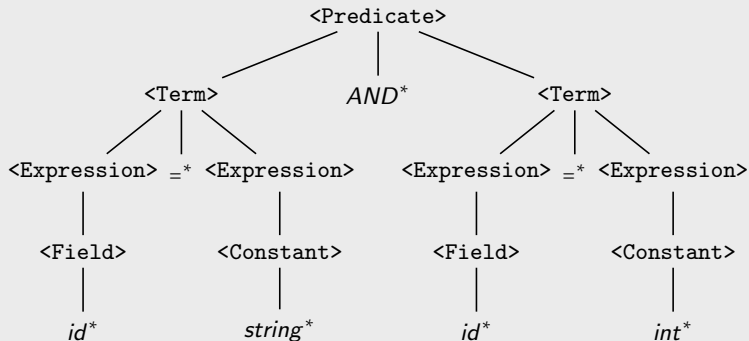 <Predicate>
<Term> AND* <Term>
<Expression> =* <Expression> <Expression> =* <Expression>
<Field> <Constant> <Field> <Constant>
id* string* id* int*